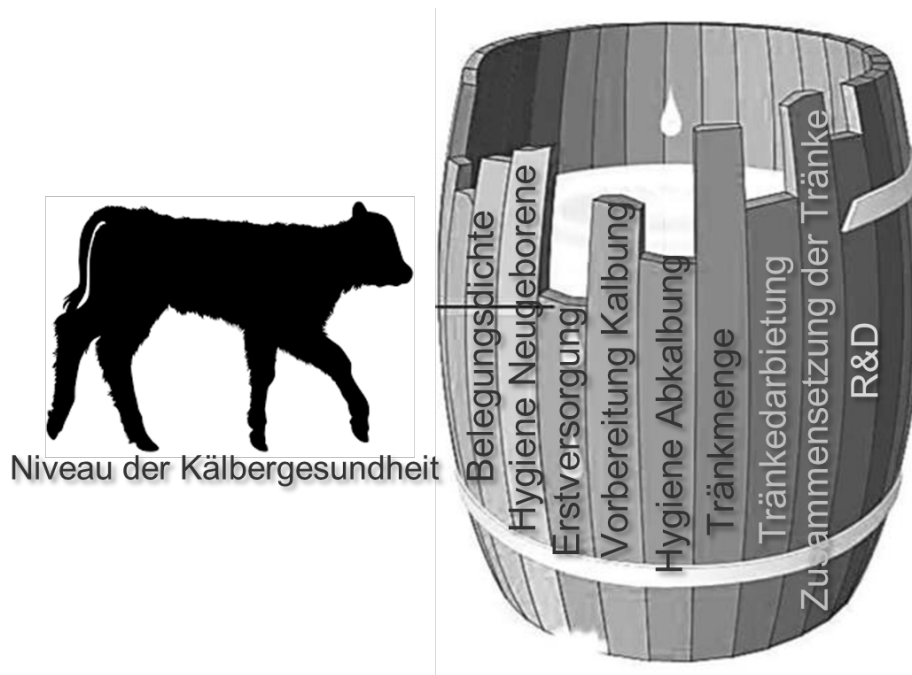 Niveau der Kälbergesundheit
Belegungsdichte
Hygiene Neugeborene
Erstversorgung
Vorbereitung Kalbung
Hygiene Abkalbung
Tränkmenge
Tränkedarbietung
Zusammensetzung der Tränke
R&D